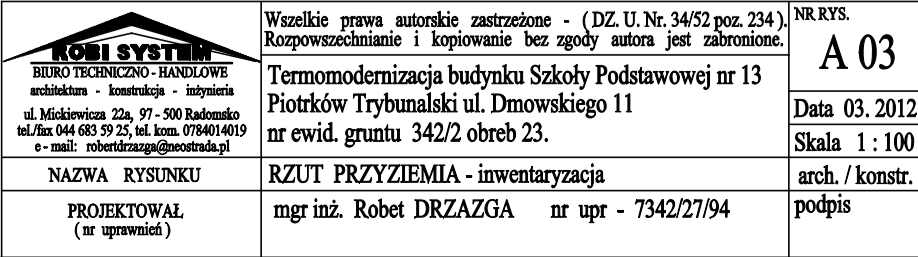 ROBI SYSTEM
BIURO TECHNICZNO - HANDLOWE
architektura - konstrukcja - inżynieria
ul. Mickiewicza 22a, 97 - 500 Radomsko
tel./fax 044 683 59 25, tel. kom. 0784014019
e - mail: robertdrzazga@neostrada.pl
Wszelkie prawa autorskie zastrzeżone - ( DZ. U. Nr. 34/52 poz. 234 ).
Rozpowszechnianie i kopiowanie bez zgody autora jest zabronione.
Termomodernizacja budynku Szkoły Podstawowej nr 13
Piotrków Trybunalski ul. Dmowskiego 11
nr ewid. gruntu 342/2 obreb 23.
NR RYS.
A 03
Data 03. 2012
Skala 1 : 100
NAZWA RYSUNKU
RZUT PRZYZIEMIA - inwentaryzacja
arch. / konstr.
PROJEKTOWAŁ
( nr uprawnień )
mgr inż. Robet DRZAZGA nr upr - 7342/27/94
podpis